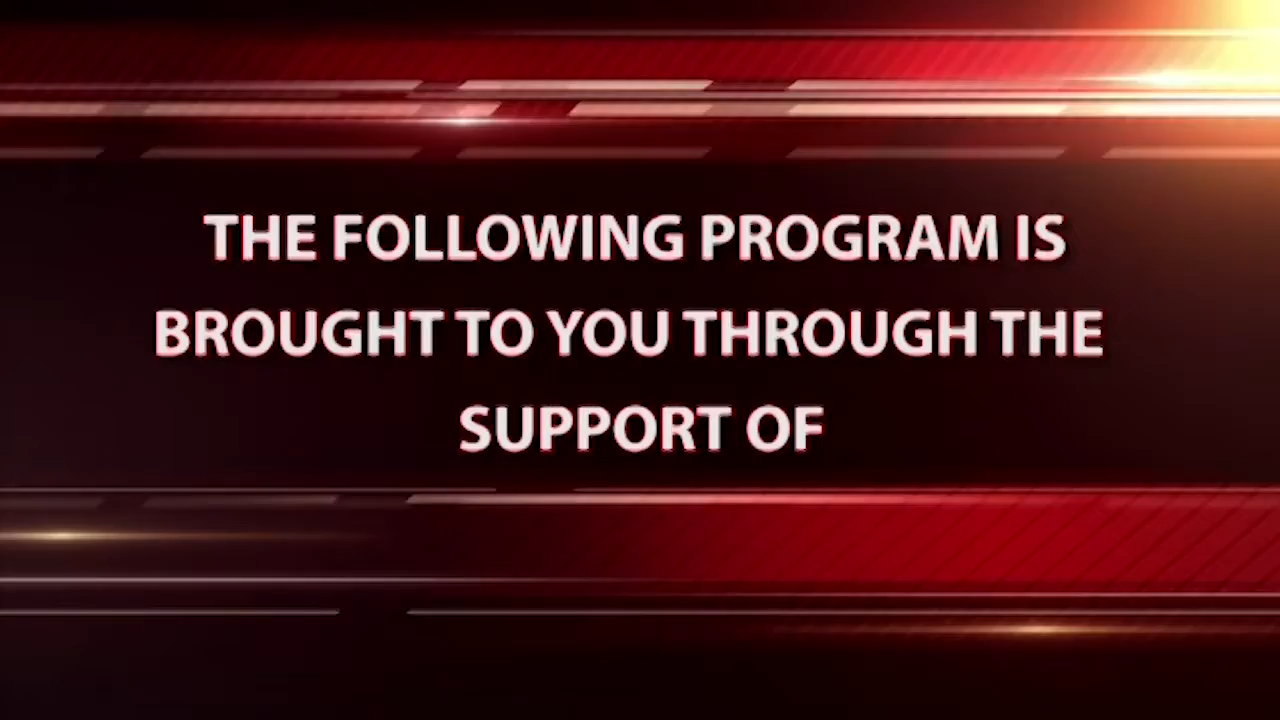 THE FOLLOWING PROGRAM IS
BROUGHT TO YOU THROUGH THE
SUPPORT OF